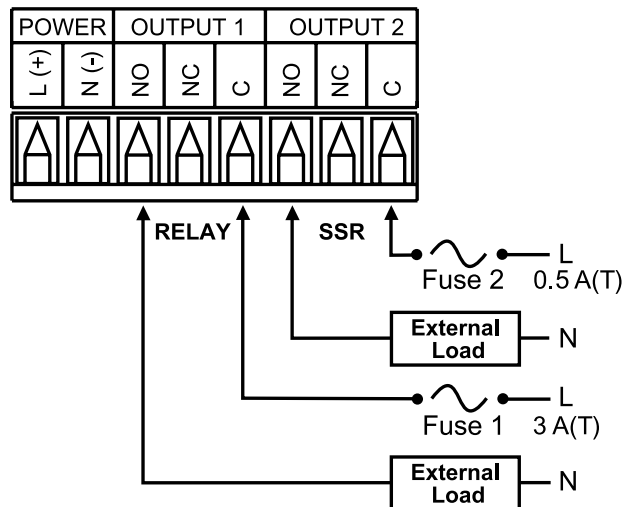 POWER OUTPUT 1 OUTPUT 2
L (+) N (-) NO NC C NO NC C
RELAY SSR
L
Fuse 2 0.5 A(T)
External
Load
N
L
Fuse 1 3 A(T)
External
Load
N